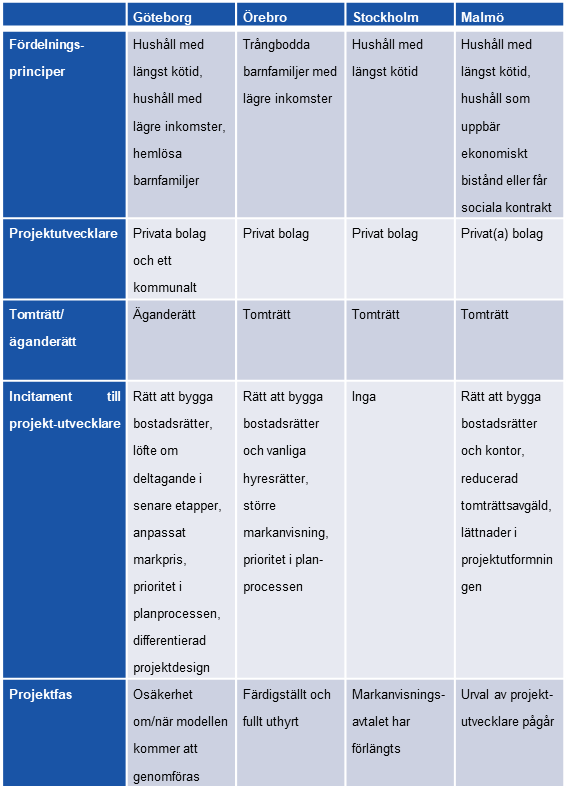 Göteborg Örebro Stockholm Malmö
Fördelnings-
principer
Hushåll med
längst kötid,
hushåll med
lägre inkomster,
hemlösa
barnfamiljer
Trångbodda
barnfamiljer med
lägre inkomster
Hushåll med
längst kötid
Hushåll med
längst kötid,
hushåll som
uppbär
ekonomiskt
bistånd eller får
sociala kontrakt
Projektutvecklare
Privata bolag
och ett
kommunalt
Privat bolag
Privat bolag
Privat(a) bolag
Tomträtt/
äganderätt
Äganderätt
Tomträtt
Tomträtt
Tomträtt
Incitament till
projekt-utvecklare
Rätt att bygga
bostadsrätter,
löfte om
deltagande i
senare etapper,
anpassat
markpris,
prioritet i
planprocessen,
differentierad
projektdesign
Rätt att bygga
bostadsrätter
och vanliga
hyresrätter,
större
markanvisning,
prioritet i plan-
processen
Inga
Rätt att bygga
bostadsrätter
och kontor,
reducerad
tomträttsavgäld,
lättnader i
projektutformnin
gen
Projektfas
Osäkerhet
om/när modellen
kommer att
genomföras
Färdigställt och
fullt uthyrt
Markanvisnings-
avtalet har
förlängts
Urval av projekt-
utvecklare pågår